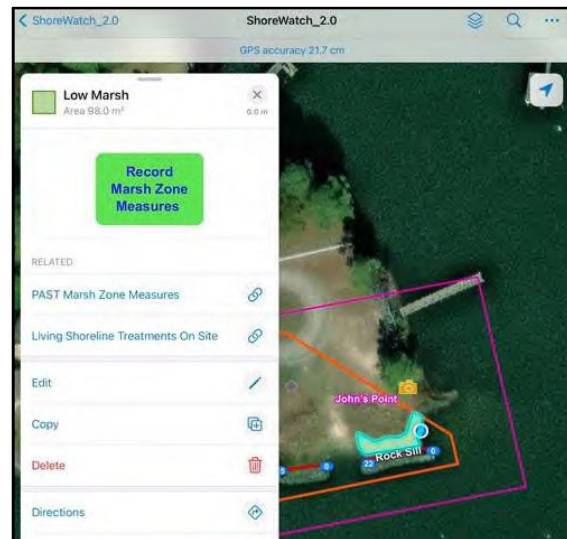 ShoreWatch_2.0
ShoreWatch_2.0
GPS accuracy 21.7 cm
Low Marsh
Area 98.0 m²
0.0 m
Record
Marsh Zone
Measures
RELATED
PAST Marsh Zone Measures
Living Shoreline Treatments On Site
Edit
Copy
Delete
Directions
John's Point
Rock Sill
22
0
0